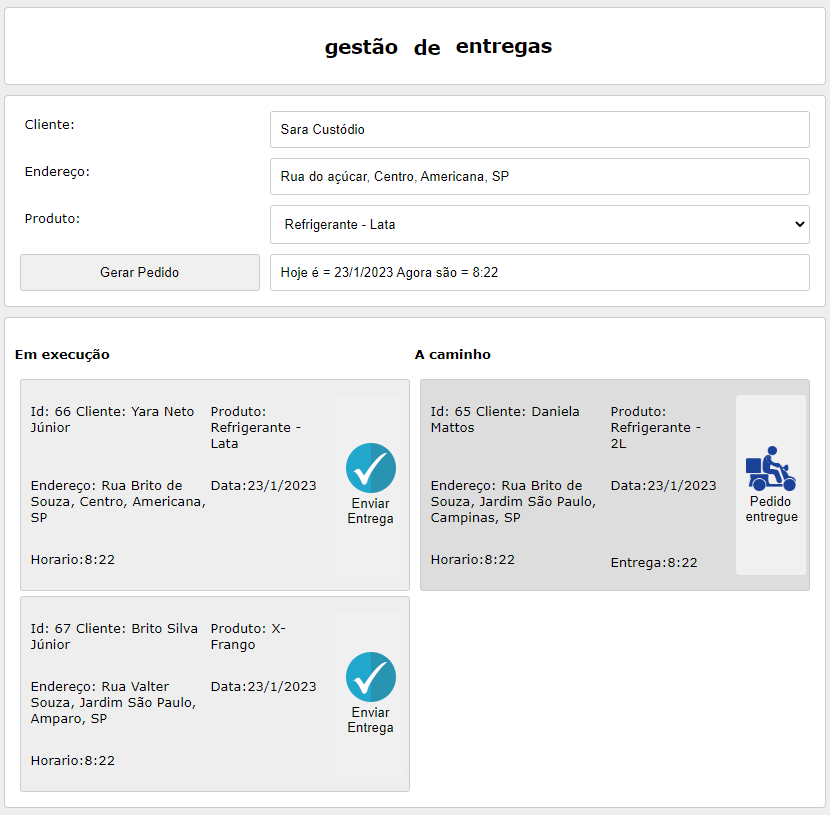 gestão de entregas
Cliente:
Sara Custódio
Endereço:
Rua do açúcar, Centro, Americana, SP
Produto:
Refrigerante - Lata
Gerar Pedido
Hoje é = 23/1/2023 Agora são = 8:22
Em execução
Id: 66 Cliente: Yara Neto
Júnior
Produto:
Refrigerante -
Lata
Endereço: Rua Brito de
Souza, Centro, Americana,
SP
Data:23/1/2023
Horario:8:22
Enviar
Entrega
Id: 67 Cliente: Brito Silva
Júnior
Produto: X-
Frango
Endereço: Rua Valter
Souza, Jardim São Paulo,
Amparo, SP
Data:23/1/2023
Horario:8:22
Enviar
Entrega
A caminho
Id: 65 Cliente: Daniela
Mattos
Produto:
Refrigerante -
2L
Endereço: Rua Brito de
Souza, Jardim São Paulo,
Campinas, SP
Data:23/1/2023
Horario:8:22
Entrega:8:22
Pedido
entregue